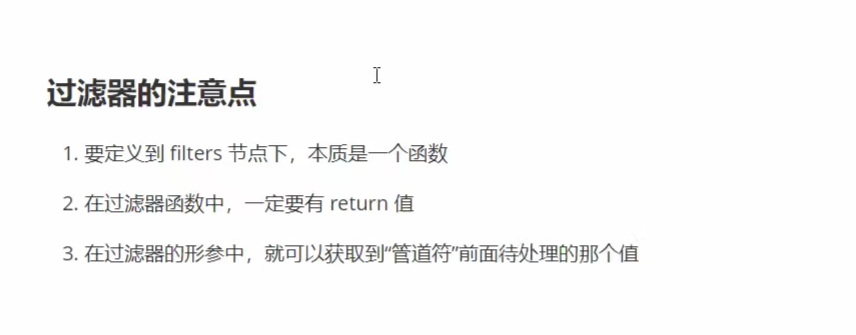 过滤器的注意点
1. 要定义到 filters 节点下，本质是一个函数
2. 在过滤器函数中，一定要有 return 值
3. 在过滤器的形参中，就可以获取到“管道符”前面待处理的那个值